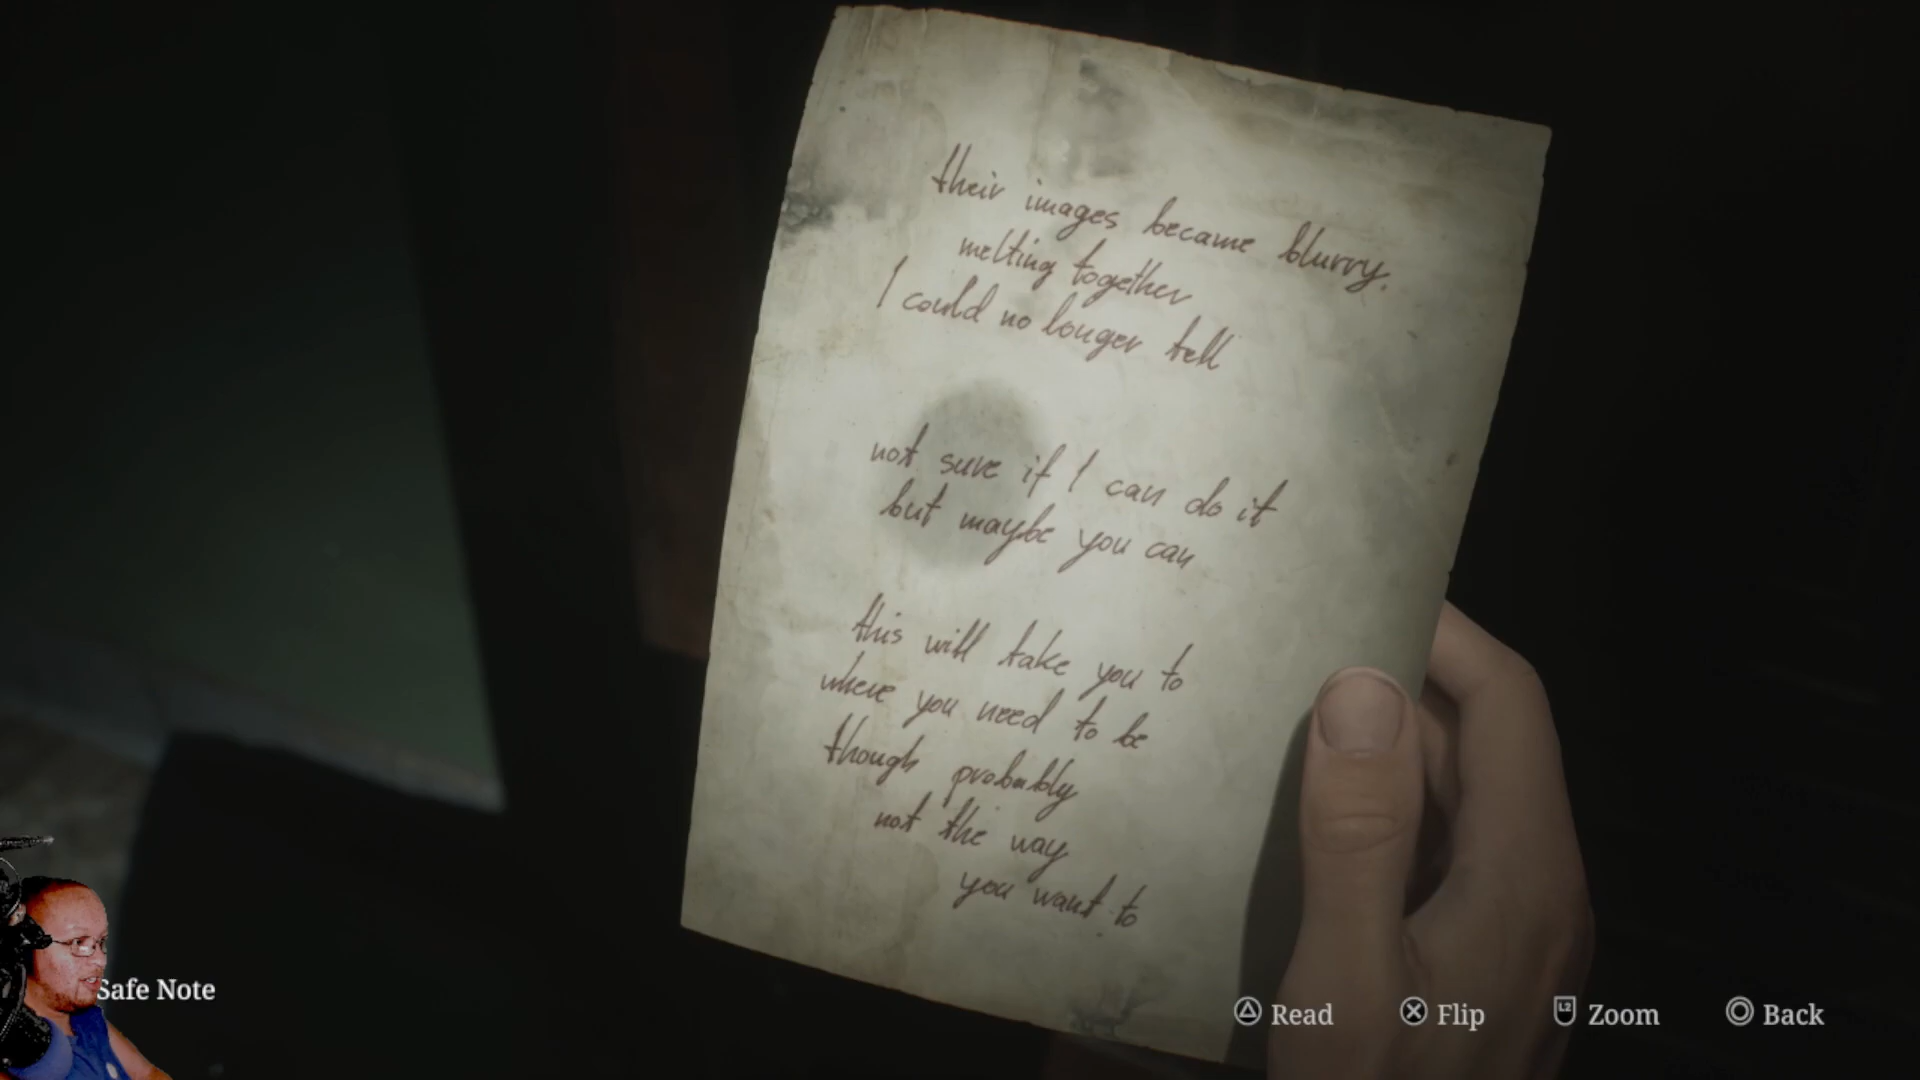 their images became blurry,
melting together
I could no longer tell
not sure if I can do it
but maybe you can
this will take you to
where you need to be
though probably
not the way
you want to
Safe Note
Read
Flip
L2 Zoom
Back